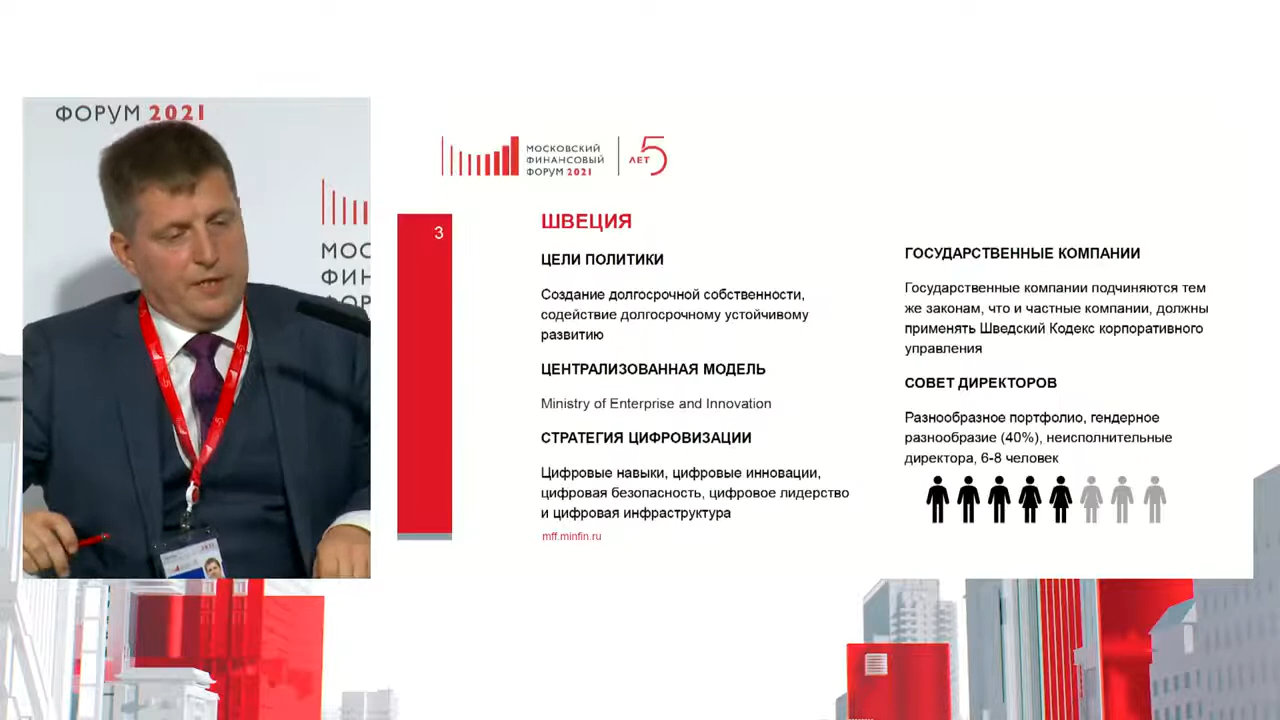 ФОРУМ 2021
МОС
ФИН
ФОР
МОСКОВСКИЙ
ФИНАНСОВЫЙ
ФОРУМ 2021
ЛЕТ 5
3
ШВЕЦИЯ
ЦЕЛИ ПОЛИТИКИ
Создание долгосрочной собственности,
содействие долгосрочному устойчивому
развитию
ЦЕНТРАЛИЗОВАННАЯ МОДЕЛЬ
Ministry of Enterprise and Innovation
СТРАТЕГИЯ ЦИФРОВИЗАЦИИ
Цифровые навыки, цифровые инновации,
цифровая безопасность, цифровое лидерство
и цифровая инфраструктура
mff.minfin.ru
ГОСУДАРСТВЕННЫЕ КОМПАНИИ
Государственные компании подчиняются тем
же законам, что и частные компании, должны
применять Шведский Кодекс корпоративного
управления
СОВЕТ ДИРЕКТОРОВ
Разнообразное портфолио, гендерное
разнообразие (40%), неисполнительные
директора, 6-8 человек